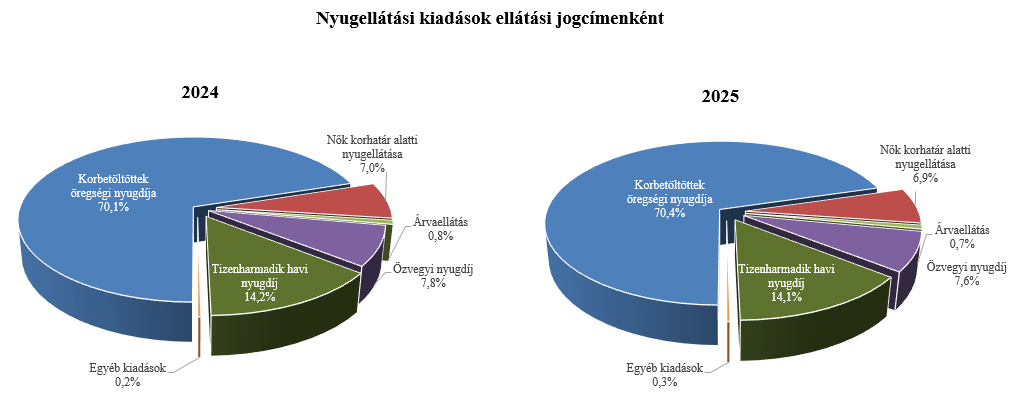 Nyugellátási kiadások ellátási jogcímenként
2024
Korbetöltöttek
öregségi nyugdíja
70,1%
Nők korhatár alatti
nyugellátása
7,0%
Árvaellátás
0,8%
Özvegyi nyugdíj
7,8%
Tizenharmadik havi
nyugdíj
14,2%
Egyéb kiadások
0,2%
2025
Korbetöltöttek
öregségi nyugdíja
70,4%
Nők korhatár alatti
nyugellátása
6,9%
Árvaellátás
0,7%
Özvegyi nyugdíj
7,6%
Tizenharmadik havi
nyugdíj
14,1%
Egyéb kiadások
0,3%